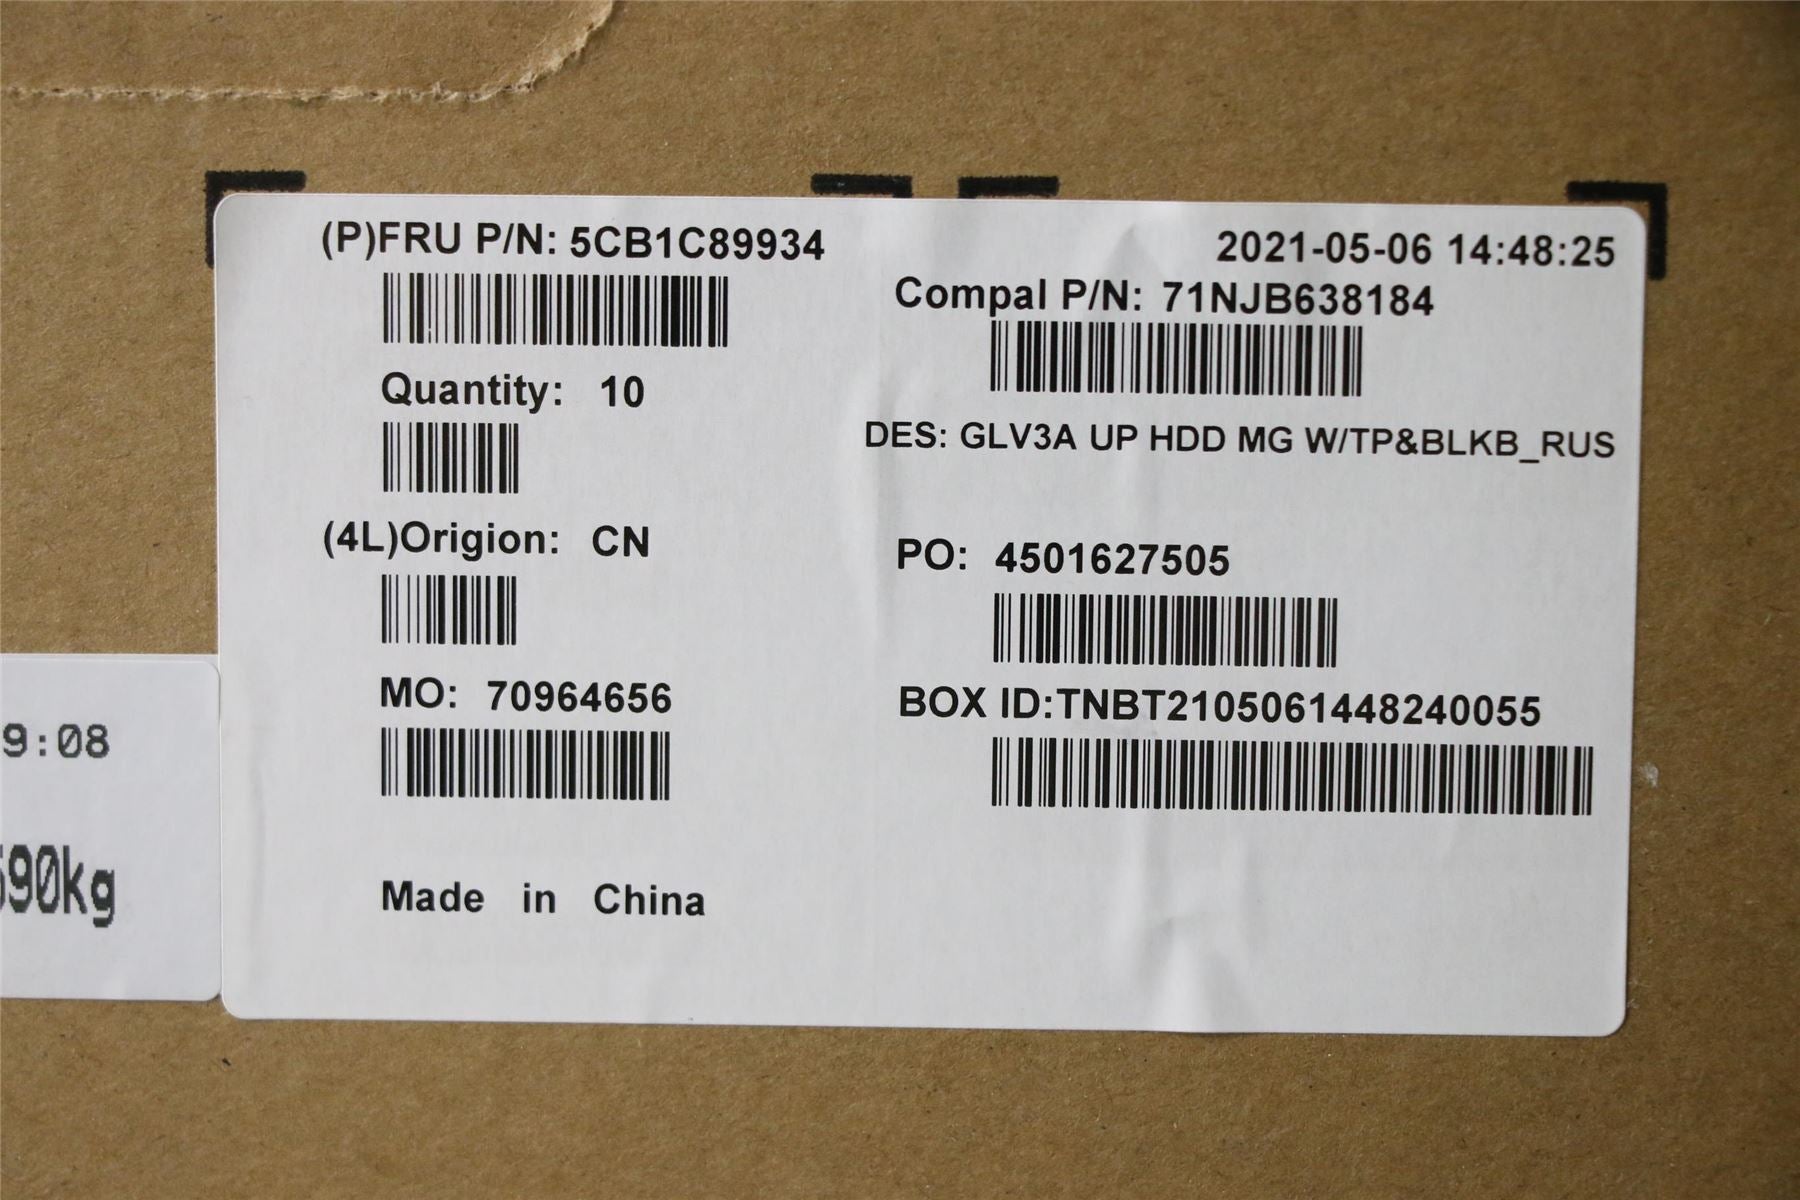 (P)FRU P/N: 5CB1C89934
Quantity: 10
(4L)Origion: CN
MO: 70964656
Made in China
2021-05-06 14:48:25
Compal P/N: 71NJB638184
DES: GLV3A UP HDD MG W/TP&BLKB_RUS
PO: 4501627505
BOX ID:TNBT2105061448240055
9:08
90kg